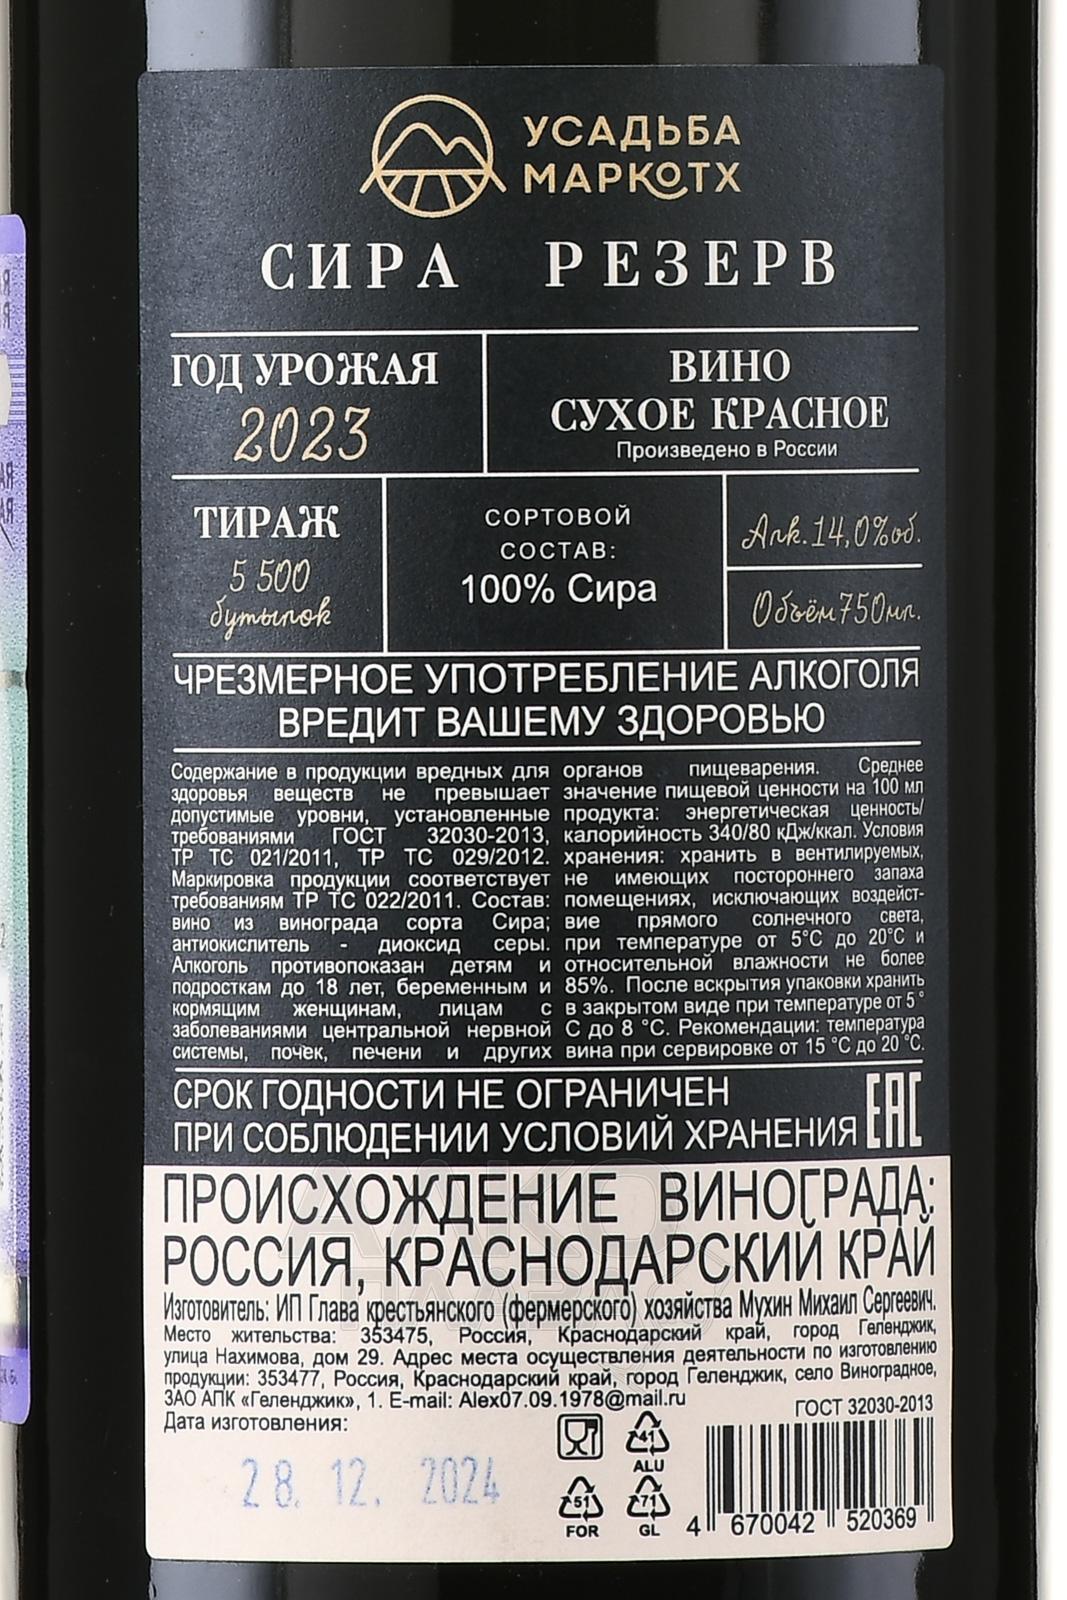 УСАДЬБА
МАРКОТХ
СИРА РЕЗЕРВ
ГОД УРОЖАЯ
2023
ВИНО
СУХОЕ КРАСНОЕ
Произведено в России
ТИРАЖ
5 500
бутылок
СОРТОВОЙ
СОСТАВ:
100% Сира
Алк.14,0%об.
Объём750мл.
ЧРЕЗМЕРНОЕ УПОТРЕБЛЕНИЕ АЛКОГОЛЯ
ВРЕДИТ ВАШЕМУ ЗДОРОВЬЮ
Содержание в продукции вредных для
здоровья веществ не превышает
допустимые уровни, установленные
требованиями ГОСТ 32030-2013,
ТР ТС 021/2011, ТР ТС 029/2012.
Маркировка продукции соответствует
требованиям ТР ТС 022/2011. Состав:
вино из винограда сорта Сира;
антиокислитель - диоксид серы.
Алкоголь противопоказан детям и
подросткам до 18 лет, беременным и
кормящим женщинам, лицам с
заболеваниями центральной нервной
системы, почек, печени и других
органов пищеварения. Среднее
значение пищевой ценности на 100 мл
продукта: энергетическая ценность/
калорийность 340/80 кДж/ккал. Условия
хранения: хранить в вентилируемых,
не имеющих постороннего запаха
помещениях, исключающих воздейст-
вие прямого солнечного света,
при температуре от 5°С до 20°С и
относительной влажности не более
85%. После вскрытия упаковки хранить
в закрытом виде при температуре от 5 °
С до 8 °С. Рекомендации: температура
вина при сервировке от 15 °С до 20 °С.
СРОК ГОДНОСТИ НЕ ОГРАНИЧЕН
ПРИ СОБЛЮДЕНИИ УСЛОВИЙ ХРАНЕНИЯ
ЕАС
ПРОИСХОЖДЕНИЕ ВИНОГРАДА:
РОССИЯ, КРАСНОДАРСКИЙ КРАЙ
Изготовитель: ИП Глава крестьянского (фермерского) хозяйства Мухин Михаил Сергеевич.
Место жительства: 353475, Россия, Краснодарский край, город Геленджик,
улица Нахимова, дом 29. Адрес места осуществления деятельности по изготовлению
продукции: 353477, Россия, Краснодарский край, город Геленджик, село Виноградное,
ЗАО АПК «Геленджик», 1. E-mail: Alex07.09.1978@mail.ru
ГОСТ 32030-2013
Дата изготовления:
28. 12. 2024
41
ALU
51
FOR
71
GL
4 670042 520369